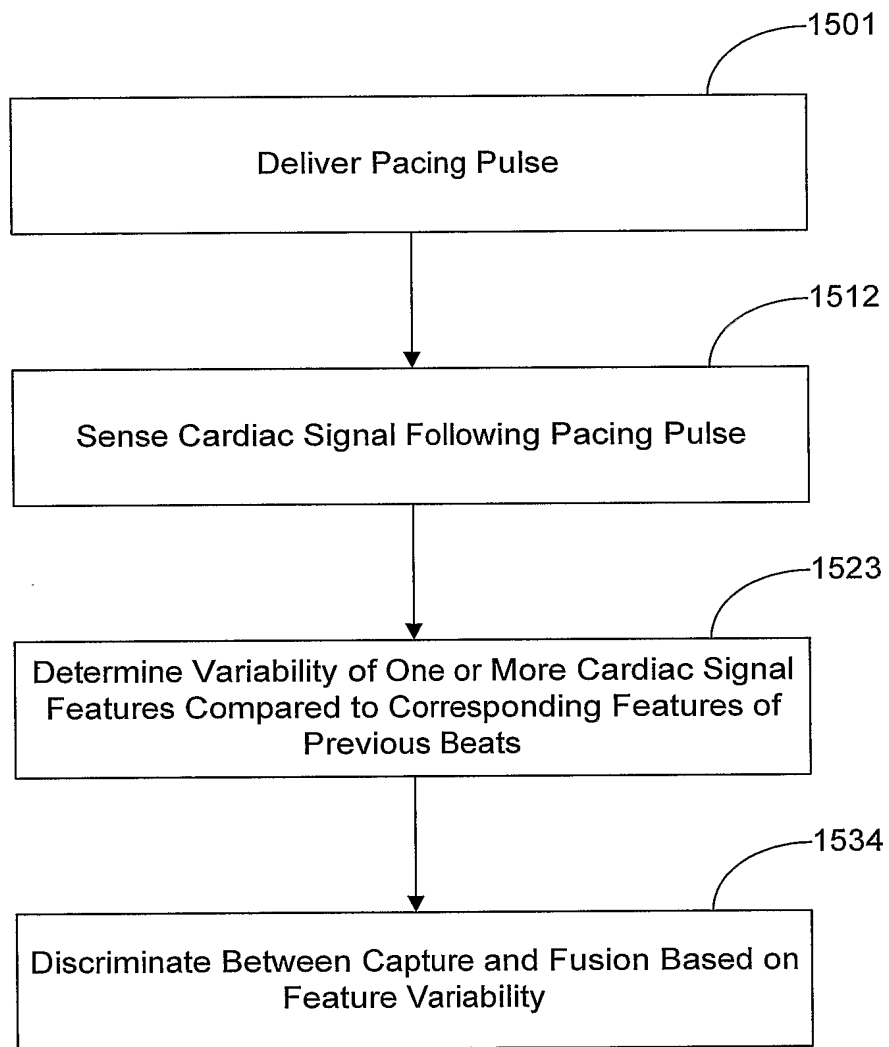 1501
Deliver Pacing Pulse
1512
Sense Cardiac Signal Following Pacing Pulse
1523
Determine Variability of One or More Cardiac Signal
Features Compared to Corresponding Features of
Previous Beats
1534
Discriminate Between Capture and Fusion Based on
Feature Variability